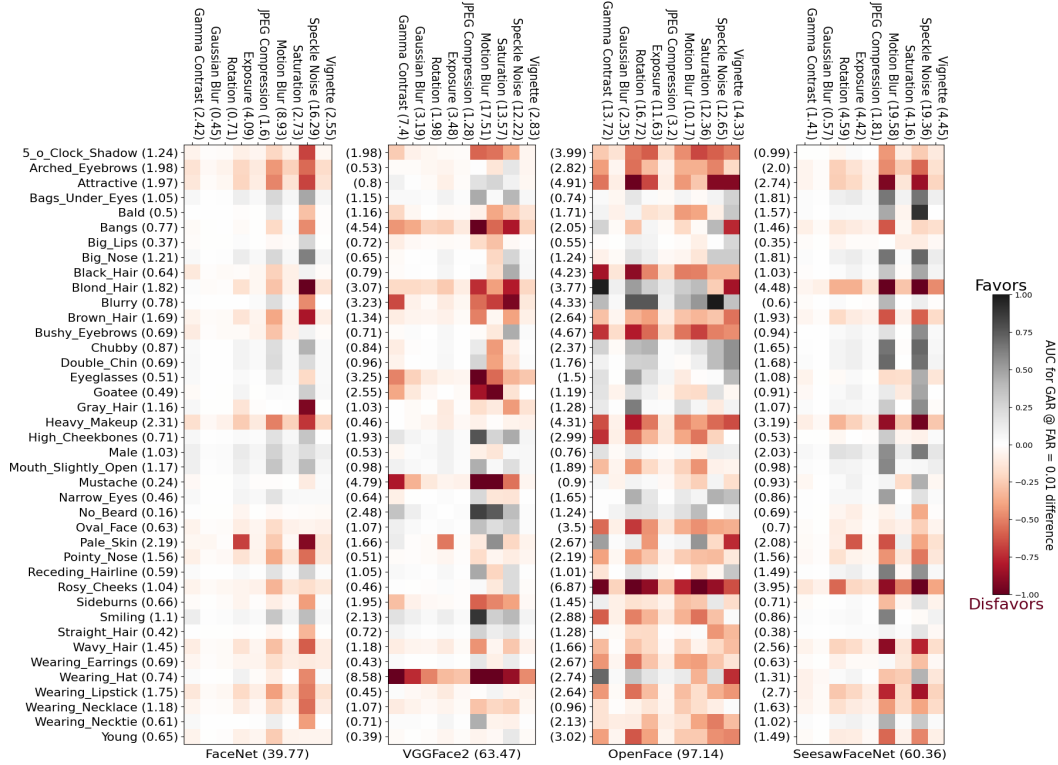 Gamma Contrast (2.42)
Gaussian Blur (0.45)
Rotation (0.71)
Exposure (4.09)
JPEG Compression (1.6)
Motion Blur (8.93)
Saturation (2.73)
Speckle Noise (16.29)
Vignette (2.55)
Gamma Contrast (7.4)
Gaussian Blur (3.19)
Rotation (1.98)
Exposure (3.48)
JPEG Compression (1.28)
Motion Blur (17.51)
Saturation (13.57)
Speckle Noise (12.22)
Vignette (2.83)
Gamma Contrast (13.72)
Gaussian Blur (2.35)
Rotation (16.72)
Exposure (11.63)
JPEG Compression (3.2)
Motion Blur (10.17)
Saturation (12.36)
Speckle Noise (12.65)
Vignette (14.33)
Gamma Contrast (1.41)
Gaussian Blur (0.57)
Rotation (4.59)
Exposure (4.42)
JPEG Compression (1.81)
Motion Blur (19.58)
Saturation (4.16)
Speckle Noise (19.36)
Vignette (4.45)
5_o_Clock_Shadow (1.24) (1.98) (3.99) (0.99)
Arched_Eyebrows (1.98) (0.53) (2.82) (2.0)
Attractive (1.97) (0.8) (4.91) (2.74)
Bags_Under_Eyes (1.05) (1.15) (0.74) (1.81)
Bald (0.5) (1.16) (1.71) (1.57)
Bangs (0.77) (4.54) (2.05) (1.46)
Big_Lips (0.37) (0.72) (0.55) (0.35)
Big_Nose (1.21) (0.65) (1.24) (1.81)
Black_Hair (0.64) (0.79) (4.23) (1.03)
Blond_Hair (1.82) (3.07) (3.77) (4.48)
Blurry (0.78) (3.23) (4.33) (0.6)
Brown_Hair (1.69) (1.34) (2.64) (1.93)
Bushy_Eyebrows (0.69) (0.71) (4.67) (0.94)
Chubby (0.87) (0.84) (2.37) (1.65)
Double_Chin (0.69) (0.96) (1.76) (1.68)
Eyeglasses (0.51) (3.25) (1.5) (1.08)
Goatee (0.49) (2.55) (1.19) (0.91)
Gray_Hair (1.16) (1.03) (1.28) (1.07)
Heavy_Makeup (2.31) (0.46) (4.31) (3.19)
High_Cheekbones (0.71) (1.93) (2.99) (0.53)
Male (1.03) (0.53) (0.76) (2.03)
Mouth_Slightly_Open (1.17) (0.98) (1.89) (0.98)
Mustache (0.24) (4.79) (0.9) (0.93)
Narrow_Eyes (0.46) (0.64) (1.65) (0.86)
No_Beard (0.16) (2.48) (1.24) (0.69)
Oval_Face (0.63) (1.07) (3.5) (0.7)
Pale_Skin (2.19) (1.66) (2.67) (2.08)
Pointy_Nose (1.56) (0.51) (2.19) (1.56)
Receding_Hairline (0.59) (1.05) (1.01) (1.13)
Rosy_Cheeks (1.04) (0.46) (6.87) (3.95)
Sideburns (0.66) (1.95) (1.45) (0.71)
Smiling (1.1) (2.13) (2.88) (0.86)
Straight_Hair (0.42) (0.72) (1.28) (0.38)
Wavy_Hair (1.45) (1.18) (1.66) (2.56)
Wearing_Earrings (0.69) (0.43) (2.67) (0.63)
Wearing_Hat (0.74) (8.58) (2.74) (1.31)
Wearing_Lipstick (1.75) (0.45) (2.64) (2.7)
Wearing_Necklace (1.18) (1.07) (0.96) (1.63)
Wearing_Necktie (0.61) (0.71) (2.13) (1.02)
Young (0.65) (0.39) (3.02) (1.49)
FaceNet (39.77) VGGFace2 (63.47) OpenFace (97.14) SeesawFaceNet (60.36)
Favors
1.00
0.75
0.50
0.25
0.00
−0.25
−0.50
−0.75
−1.00
Disfavors
AUC for GAR @ FAR = 0.01 difference